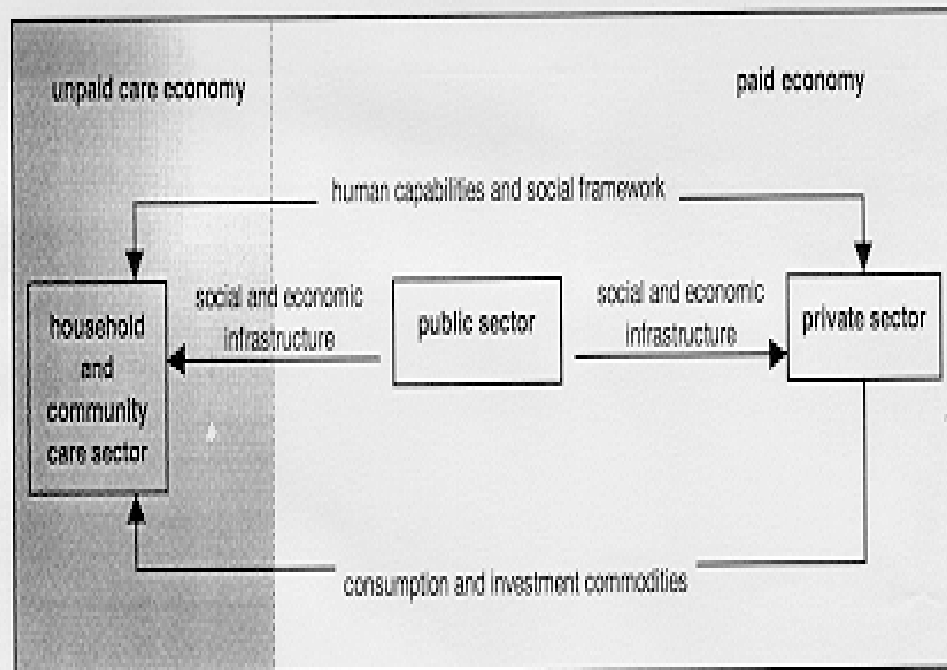 unpaid care economy
paid economy
human capabilities and social framework
social and economic
infrastructure
public sector
social and economic
infrastructure
private sector
household
and
community
care sector
consumption and investment commodities